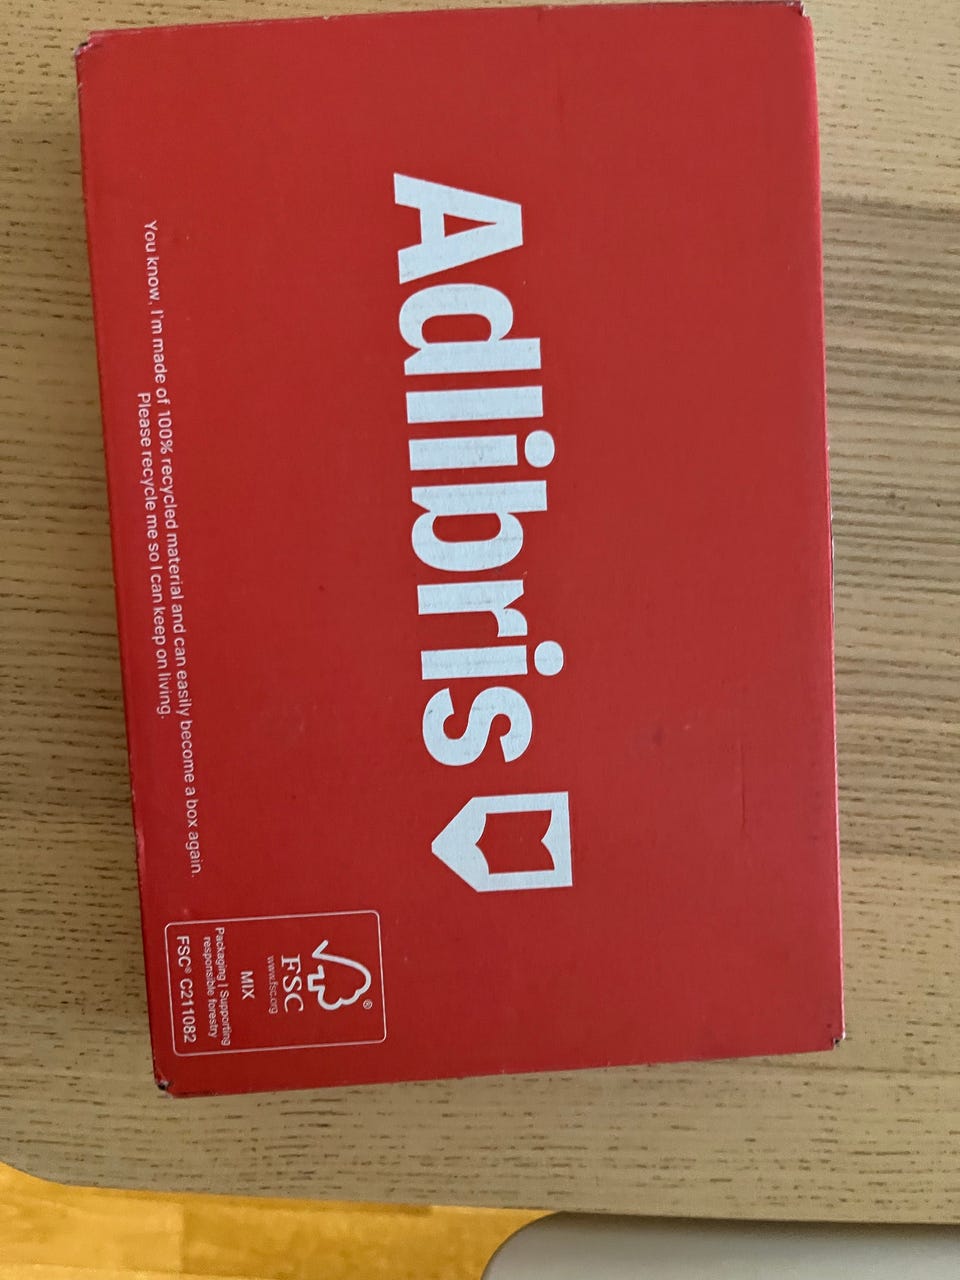 Adlibris
You know, I'm made of 100% recycled material and can easily become a box again.
Please recycle me so I can keep on living.
®
FSC
www.fsc.org
MIX
Packaging | Supporting
responsible forestry
FSC® C211082